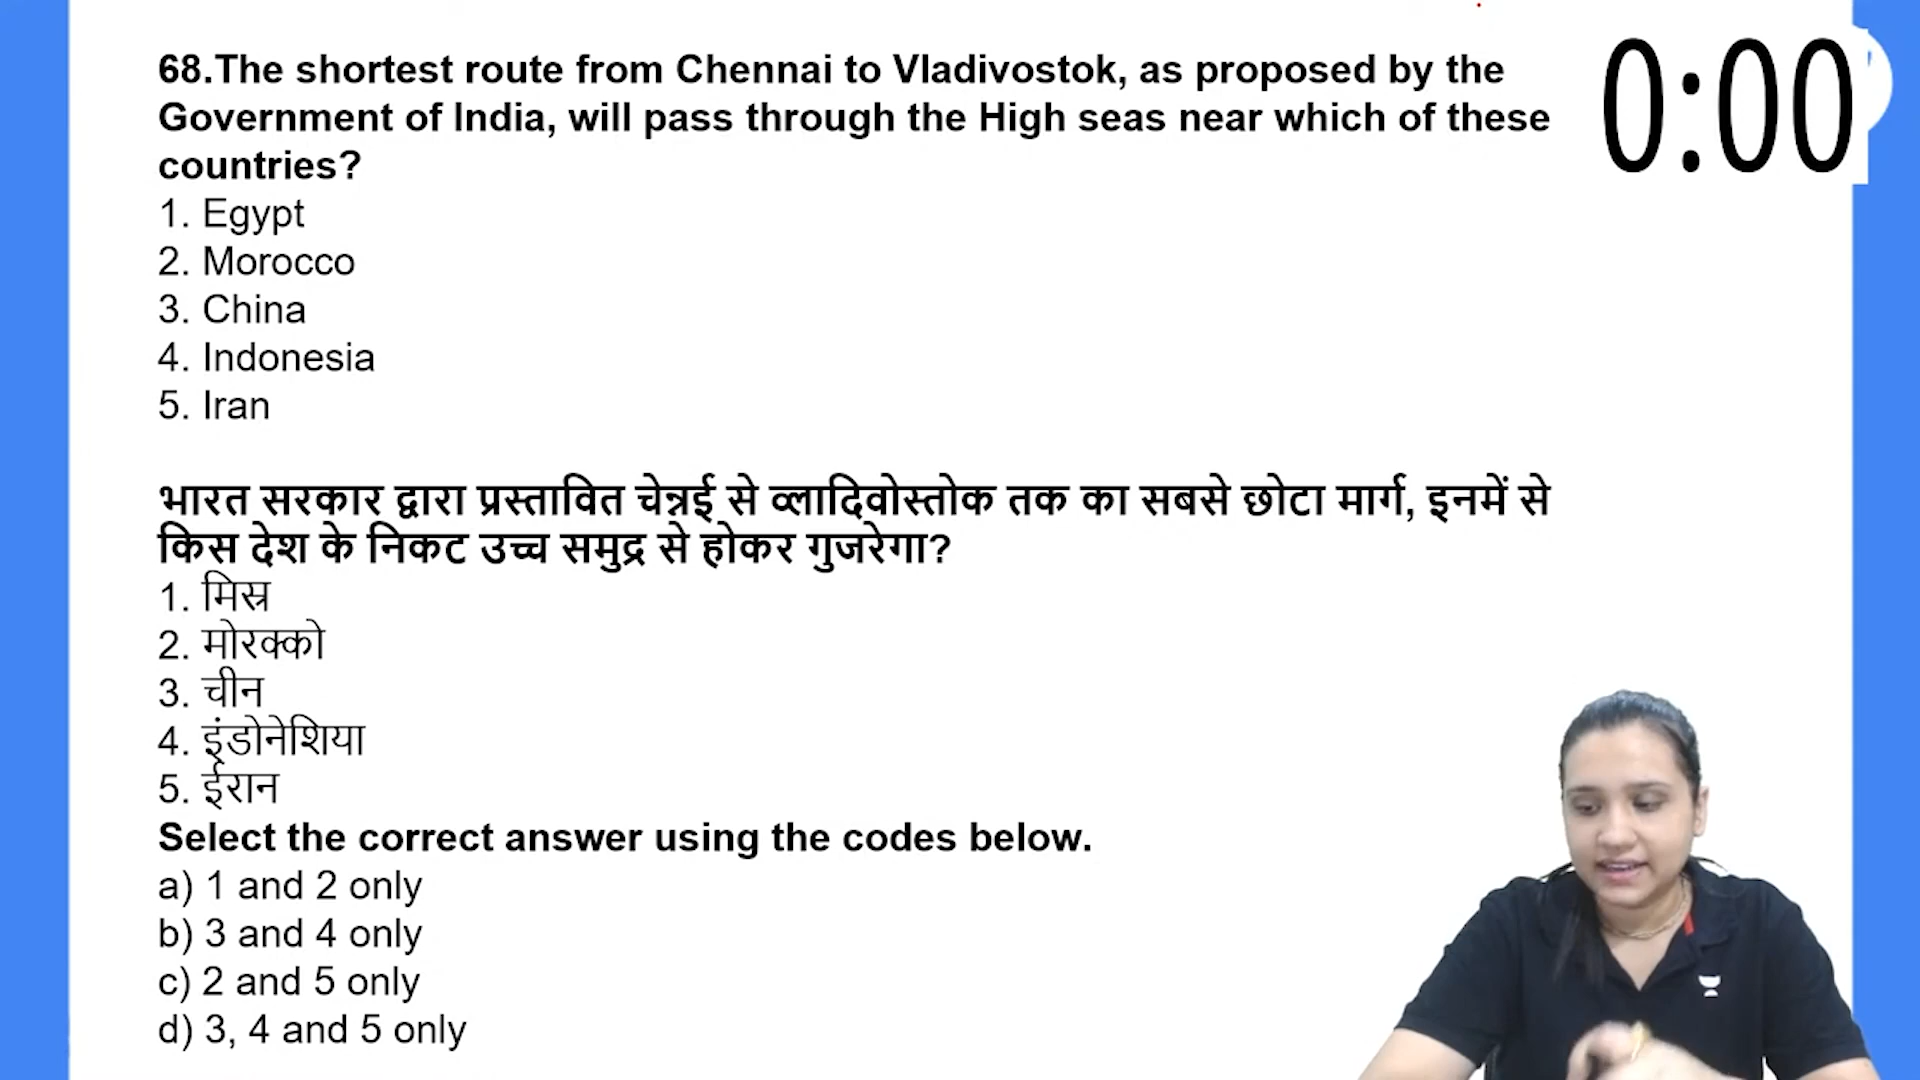 68.The shortest route from Chennai to Vladivostok, as proposed by the
Government of India, will pass through the High seas near which of these
countries?
1. Egypt
2. Morocco
3. China
4. Indonesia
5. Iran
भारत सरकार द्वारा प्रस्तावित चेन्नई से व्लादिवोस्तोक तक का सबसे छोटा मार्ग, इनमें से
किस देश के निकट उच्च समुद्र से होकर गुजरेगा?
1. मिस्र
2. मोरक्को
3. चीन
4. इंडोनेशिया
5. ईरान
Select the correct answer using the codes below.
a) 1 and 2 only
b) 3 and 4 only
c) 2 and 5 only
d) 3, 4 and 5 only
0:00